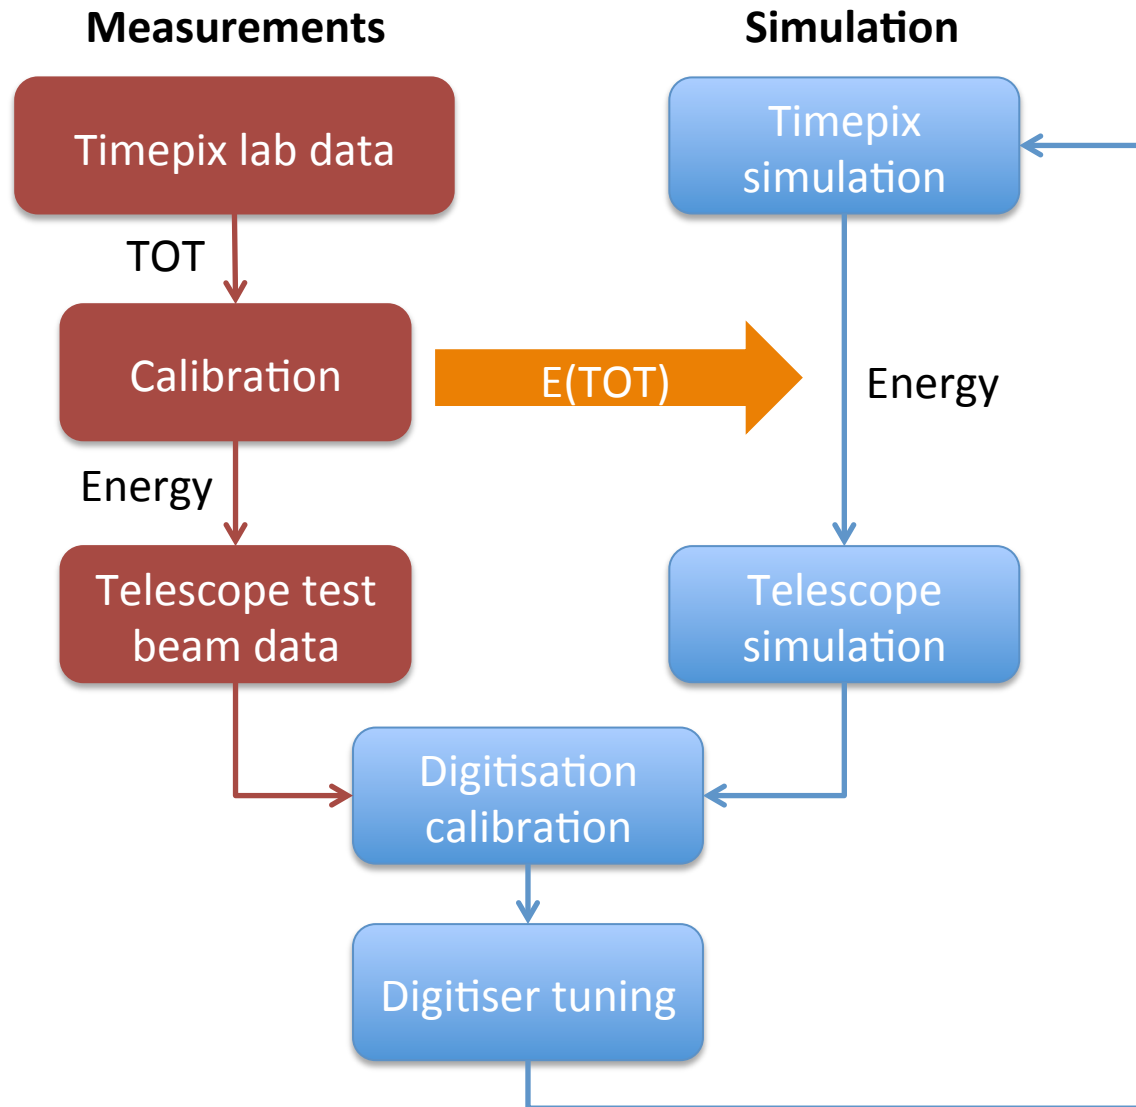 Measurements
Simulation
Timepix lab data
Timepix
simulation
TOT
Calibration
E(TOT)
Energy
Energy
Telescope test
beam data
Telescope
simulation
Digitisation
calibration
Digitiser tuning